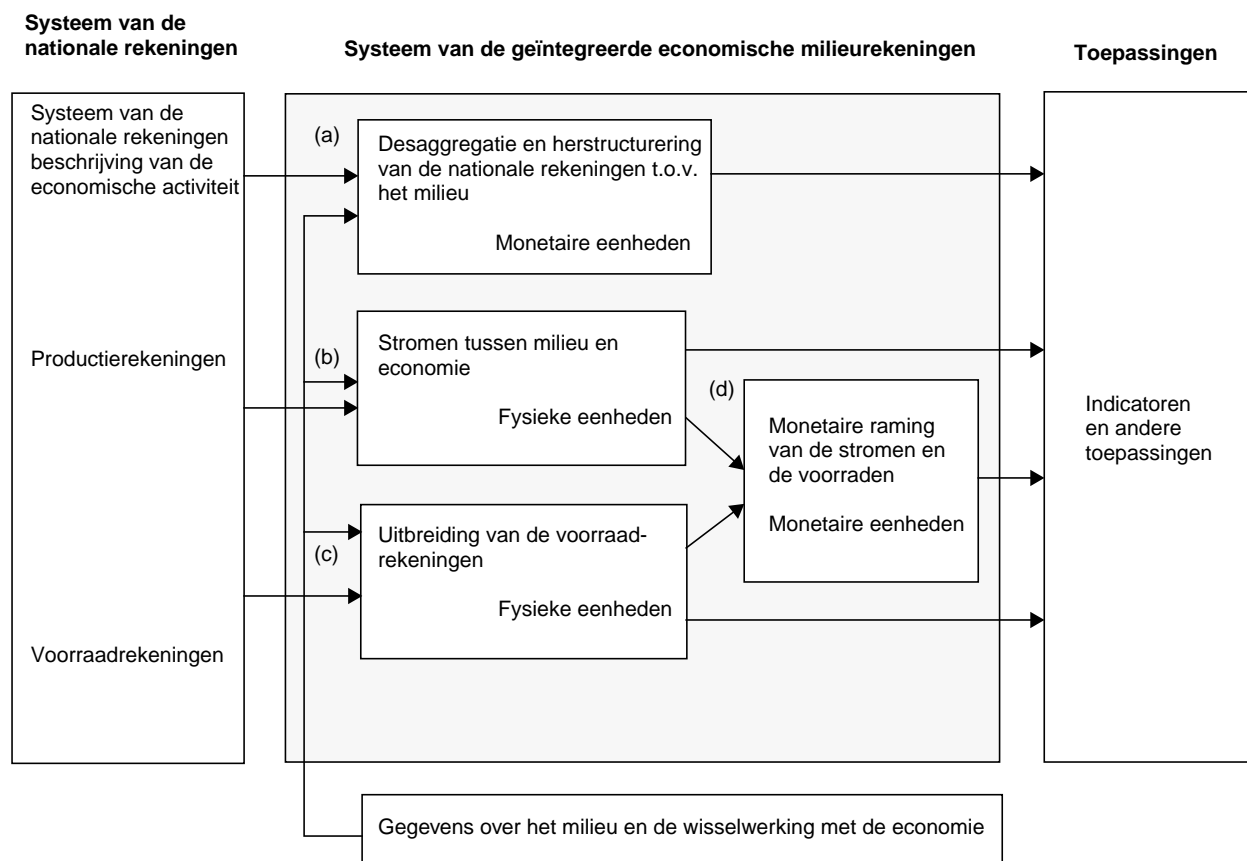 Systeem van de
nationale rekeningen
Systeem van de geïntegreerde economische milieurekeningen
Toepassingen
Systeem van de
nationale rekeningen
beschrijving van de
economische activiteit
Productierekeningen
Voorraadrekeningen
(a)
Desaggregatie en herstructurering
van de nationale rekeningen t.o.v.
het milieu
Monetaire eenheden
(b)
Stromen tussen milieu en
economie
Fysieke eenheden
(c)
Uitbreiding van de voorraad-
rekeningen
Fysieke eenheden
(d)
Monetaire raming
van de stromen en
de voorraden
Monetaire eenheden
Indicatoren
en andere
toepassingen
Gegevens over het milieu en de wisselwerking met de economie